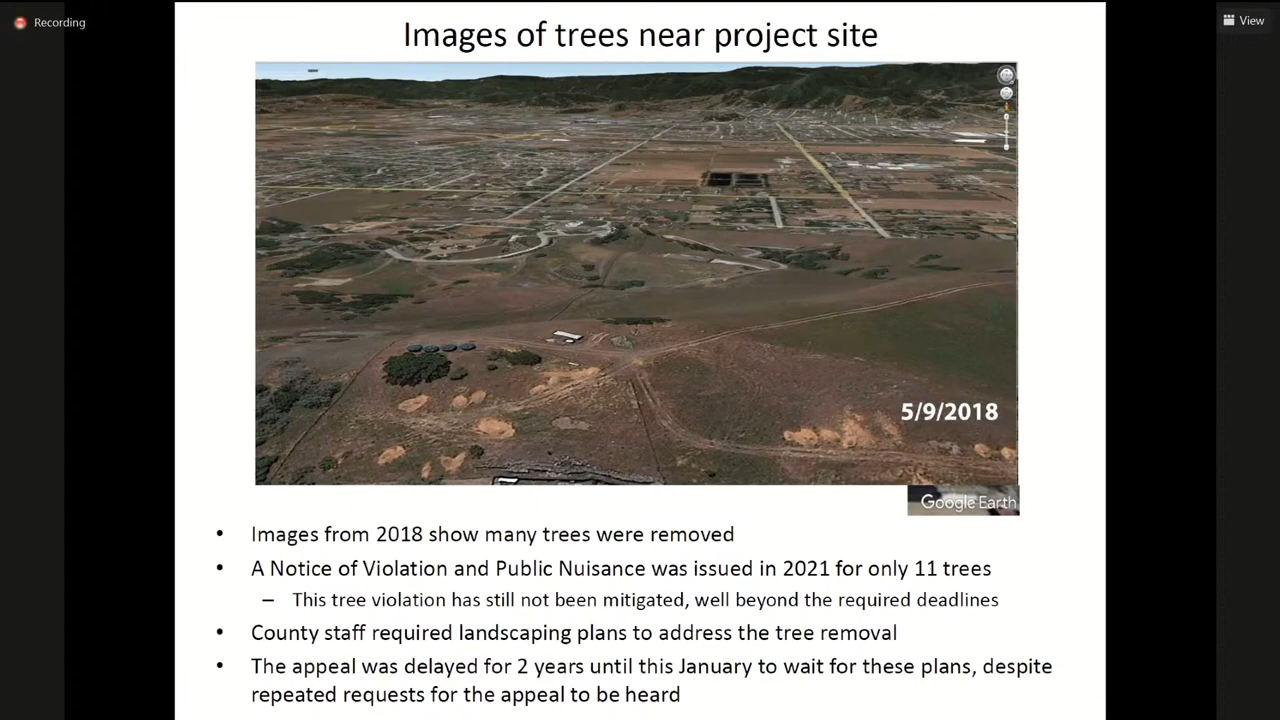 Recording
View
Images of trees near project site
5/9/2018
Google Earth
• Images from 2018 show many trees were removed
• A Notice of Violation and Public Nuisance was issued in 2021 for only 11 trees
– This tree violation has still not been mitigated, well beyond the required deadlines
• County staff required landscaping plans to address the tree removal
• The appeal was delayed for 2 years until this January to wait for these plans, despite
repeated requests for the appeal to be heard